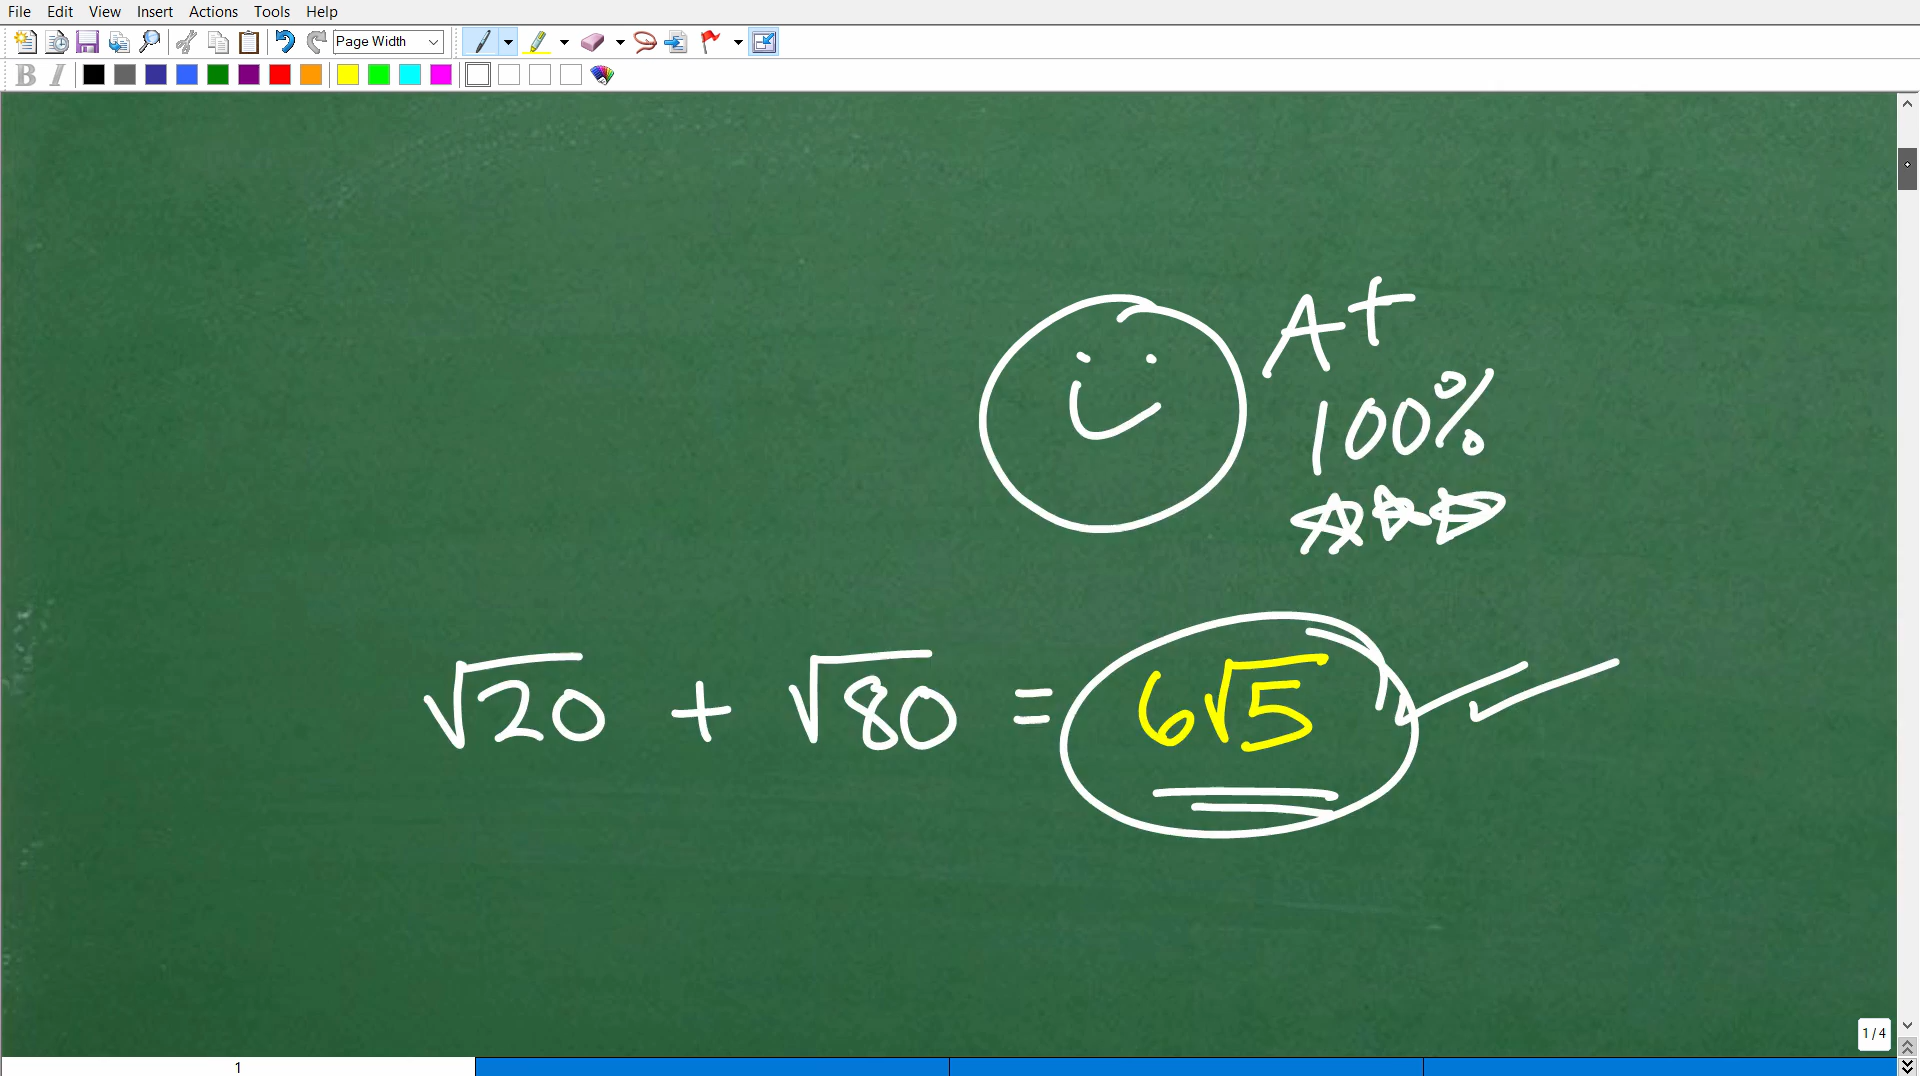 File Edit View Insert Actions Tools Help
Page Width
B I
A+
100%
√20 + √80 = 6√5
1 / 4
1